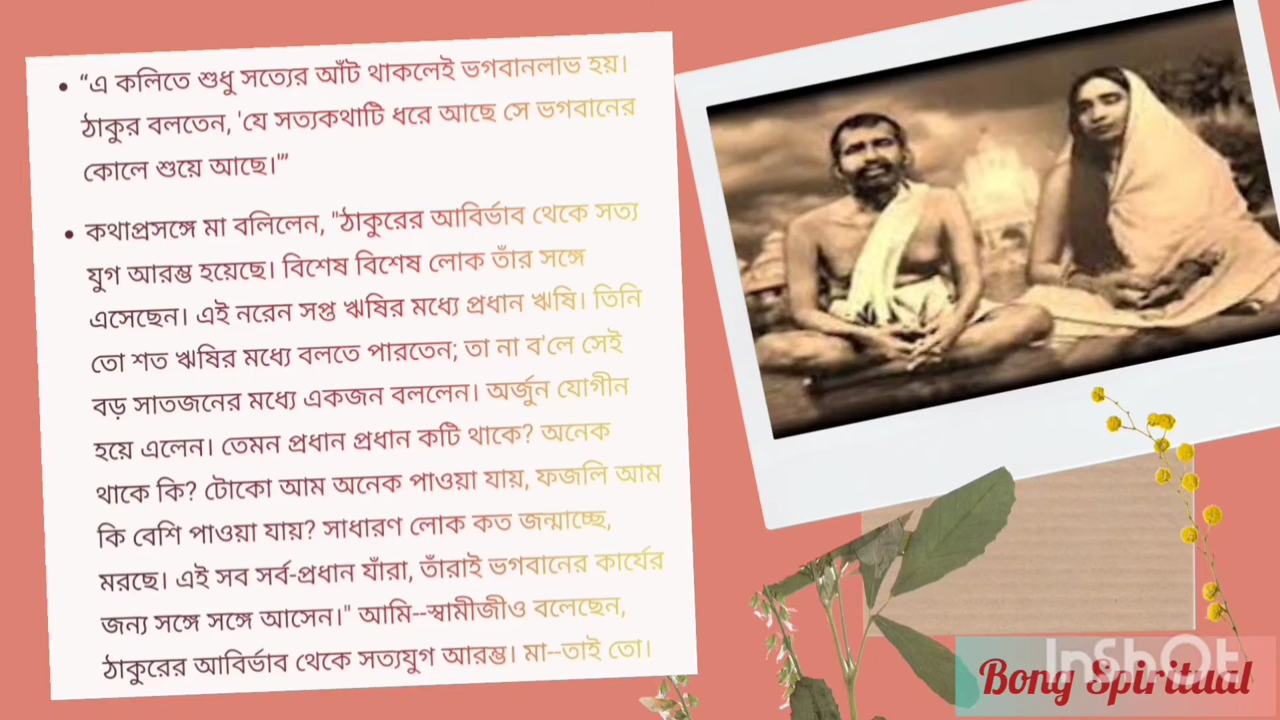 • “এ কলিতে শুধু সত্যের আঁট থাকলেই ভগবানলাভ হয়।
ঠাকুর বলতেন, 'যে সত্যকথাটি ধরে আছে সে ভগবানের
কোলে শুয়ে আছে।'”
• কথাপ্রসঙ্গে মা বলিলেন, "ঠাকুরের আবির্ভাব থেকে সত্য
যুগ আরম্ভ হয়েছে। বিশেষ বিশেষ লোক তাঁর সঙ্গে
এসেছেন। এই নরেন সপ্ত ঋষির মধ্যে প্রধান ঋষি। তিনি
তো শত ঋষির মধ্যে বলতে পারতেন; তা না ব'লে সেই
বড় সাতজনের মধ্যে একজন বললেন। অর্জুন যোগীন
হয়ে এলেন। তেমন প্রধান প্রধান কটি থাকে? অনেক
থাকে কি? টোকো আম অনেক পাওয়া যায়, ফজলি আম
কি বেশি পাওয়া যায়? সাধারণ লোক কত জন্মাচ্ছে,
মরছে। এই সব সর্ব-প্রধান যাঁরা, তাঁরাই ভগবানের কার্যের
জন্য সঙ্গে সঙ্গে আসেন।" আমি--স্বামীজীও বলেছেন,
ঠাকুরের আবির্ভাব থেকে সত্যযুগ আরম্ভ। মা--তাই তো।
InShOt
Bong Spiritual